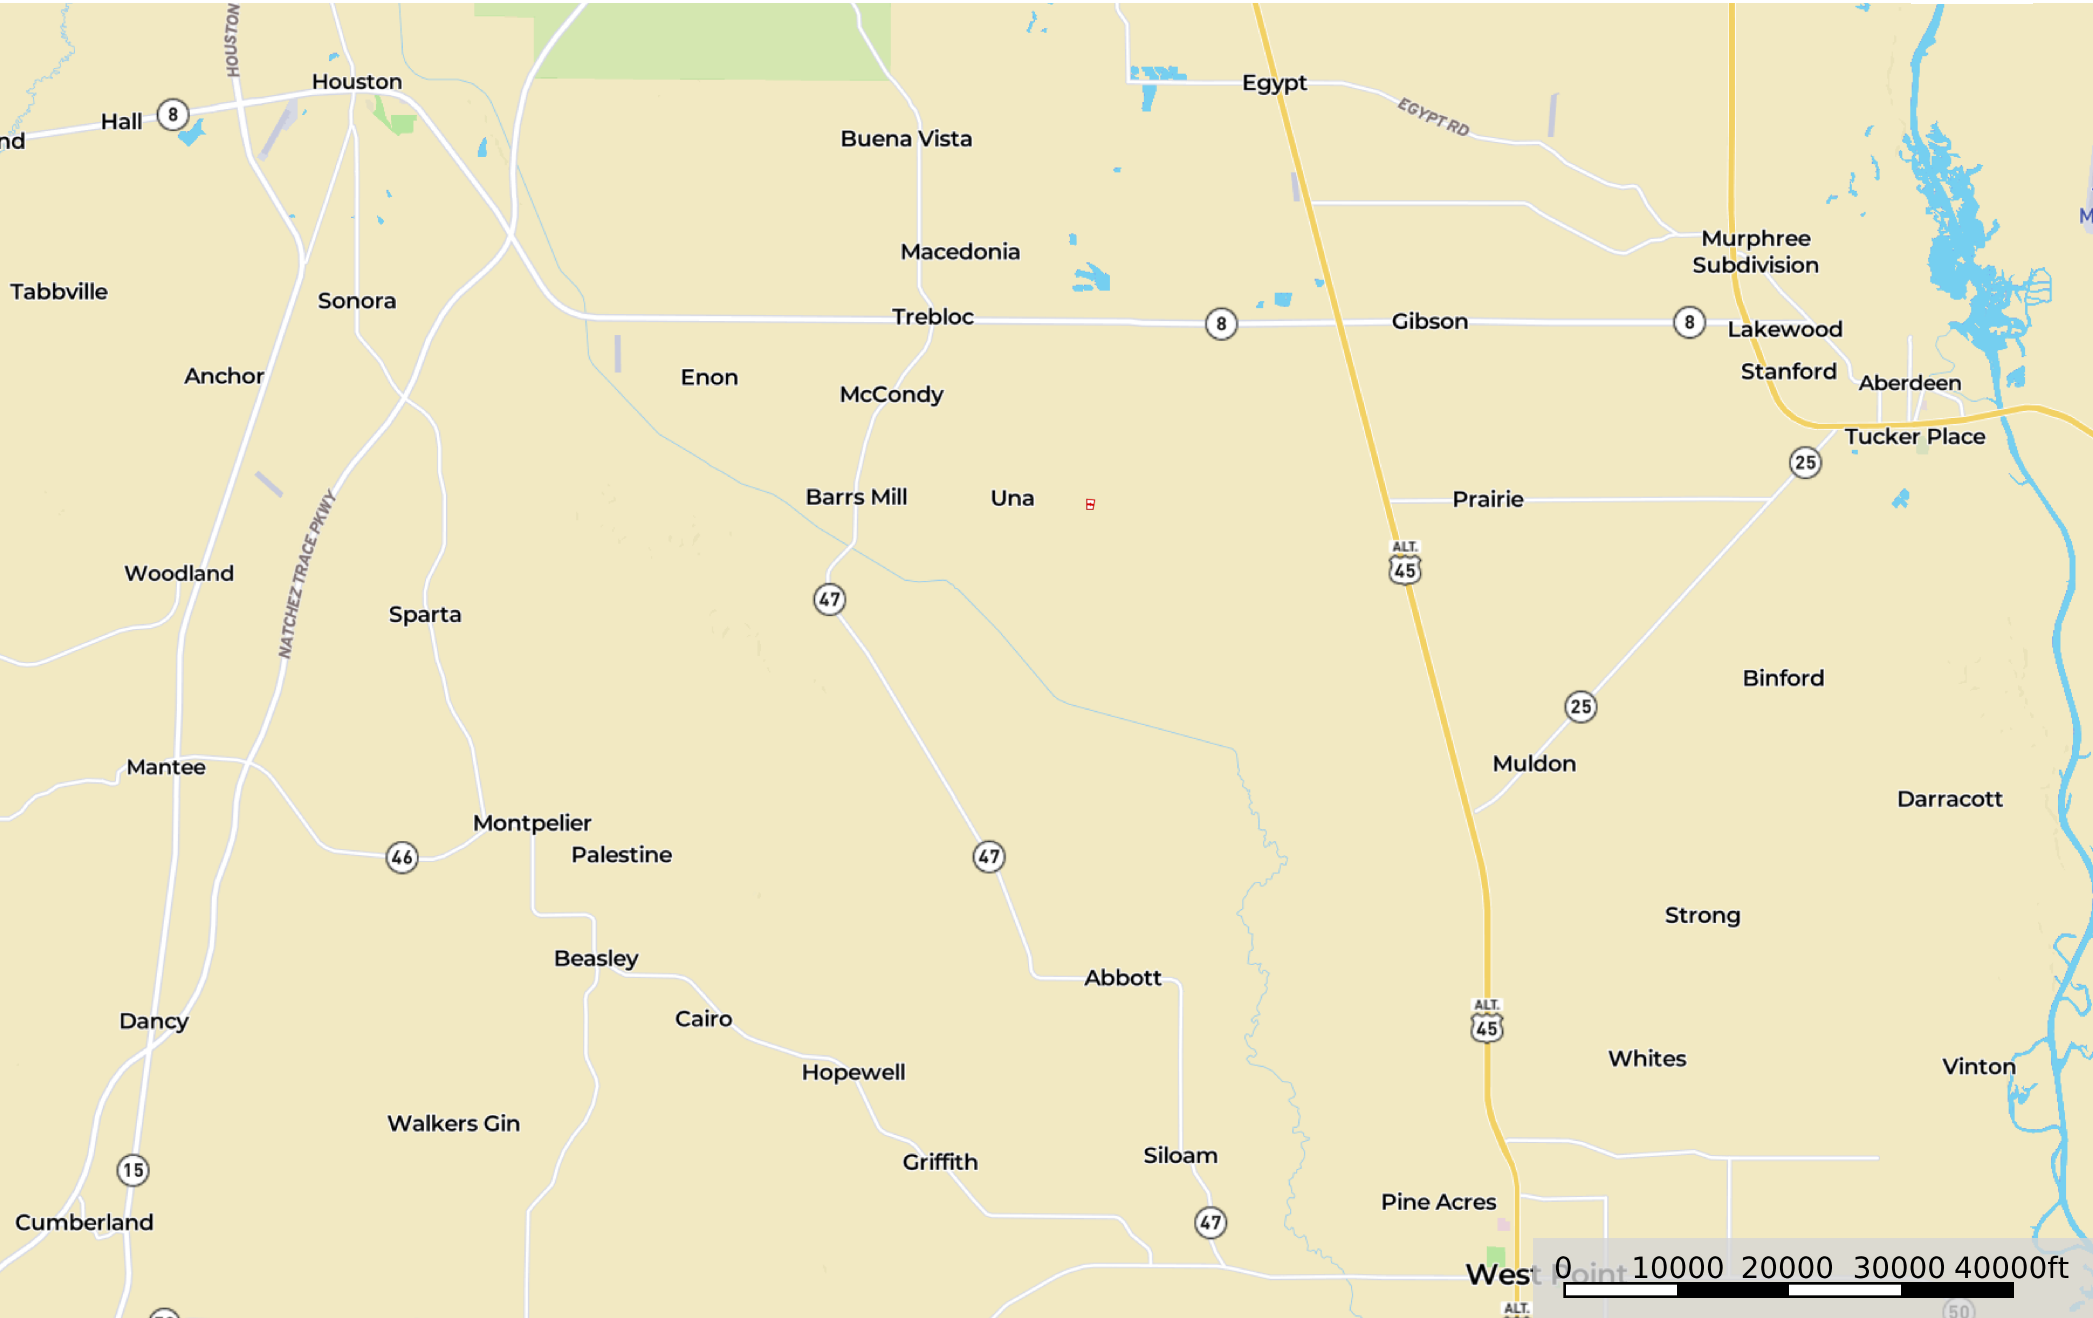 HOUSTON
Houston
8
Hall
nd
Egypt
EGYPT RD
Buena Vista
Macedonia
Murphree
Subdivision
M
Tabbville
Sonora
Trebloc
8
Gibson
8
Lakewood
Anchor
Enon
McCondy
Stanford
Aberdeen
Tucker Place
25
Barrs Mill
Una
Prairie
NATCHEZ TRACE PKWY
ALT.
45
Woodland
47
Sparta
Binford
25
Mantee
Muldon
Darracott
Montpelier
46
Palestine
47
Strong
Beasley
Abbott
Dancy
Cairo
ALT.
45
Whites
Vinton
Hopewell
Walkers Gin
Griffith
Siloam
15
Pine Acres
Cumberland
47
West Point
0 10000 20000 30000 40000ft
ALT.
50